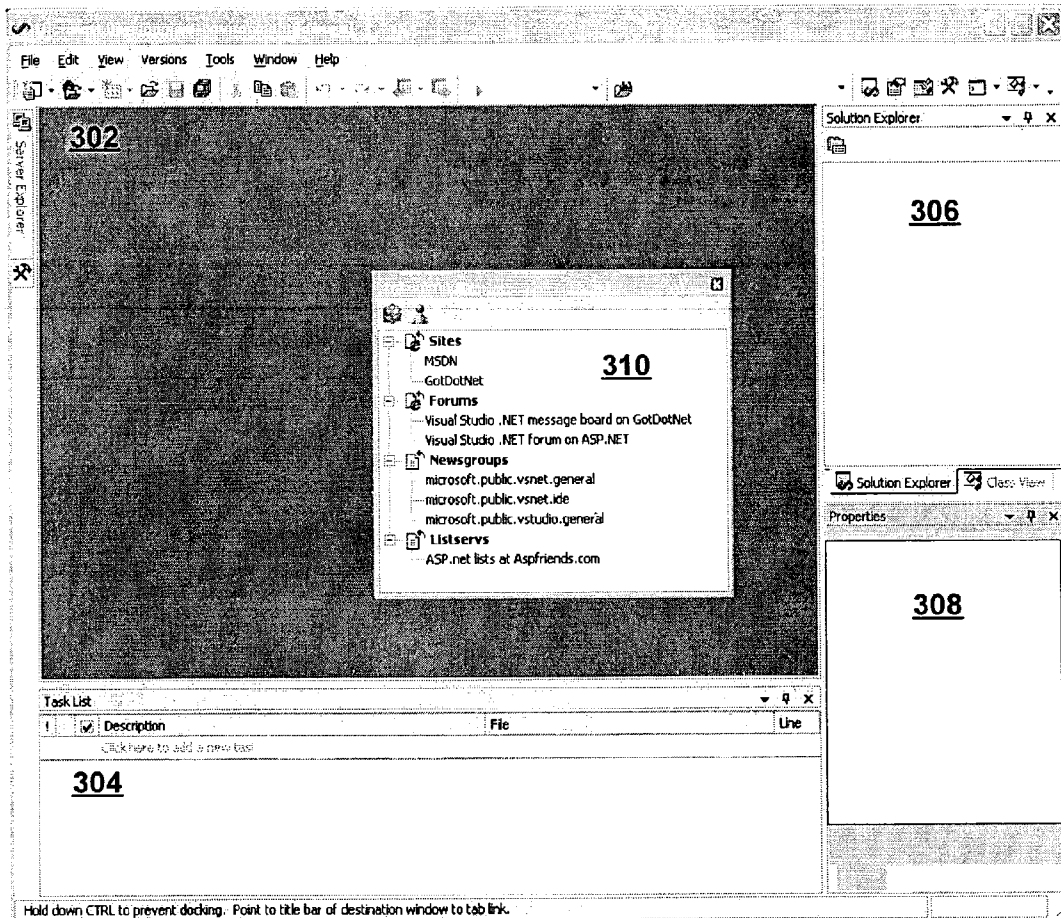 File Edit View Versions Tools Window Help
Server Explorer
302
Solution Explorer
306
310
Sites
MSDN
GotDotNet
Forums
Visual Studio .NET message board on GotDotNet
Visual Studio .NET forum on ASP.NET
Newsgroups
microsoft.public.vsnet.general
microsoft.public.vsnet.ide
microsoft.public.vstudio.general
Listservs
ASP.net lists at Aspfriends.com
Solution Explorer Class View
Properties
308
Task List
! Description File Line
Click here to add a new task
304
Hold down CTRL to prevent docking. Point to title bar of destination window to tab link.